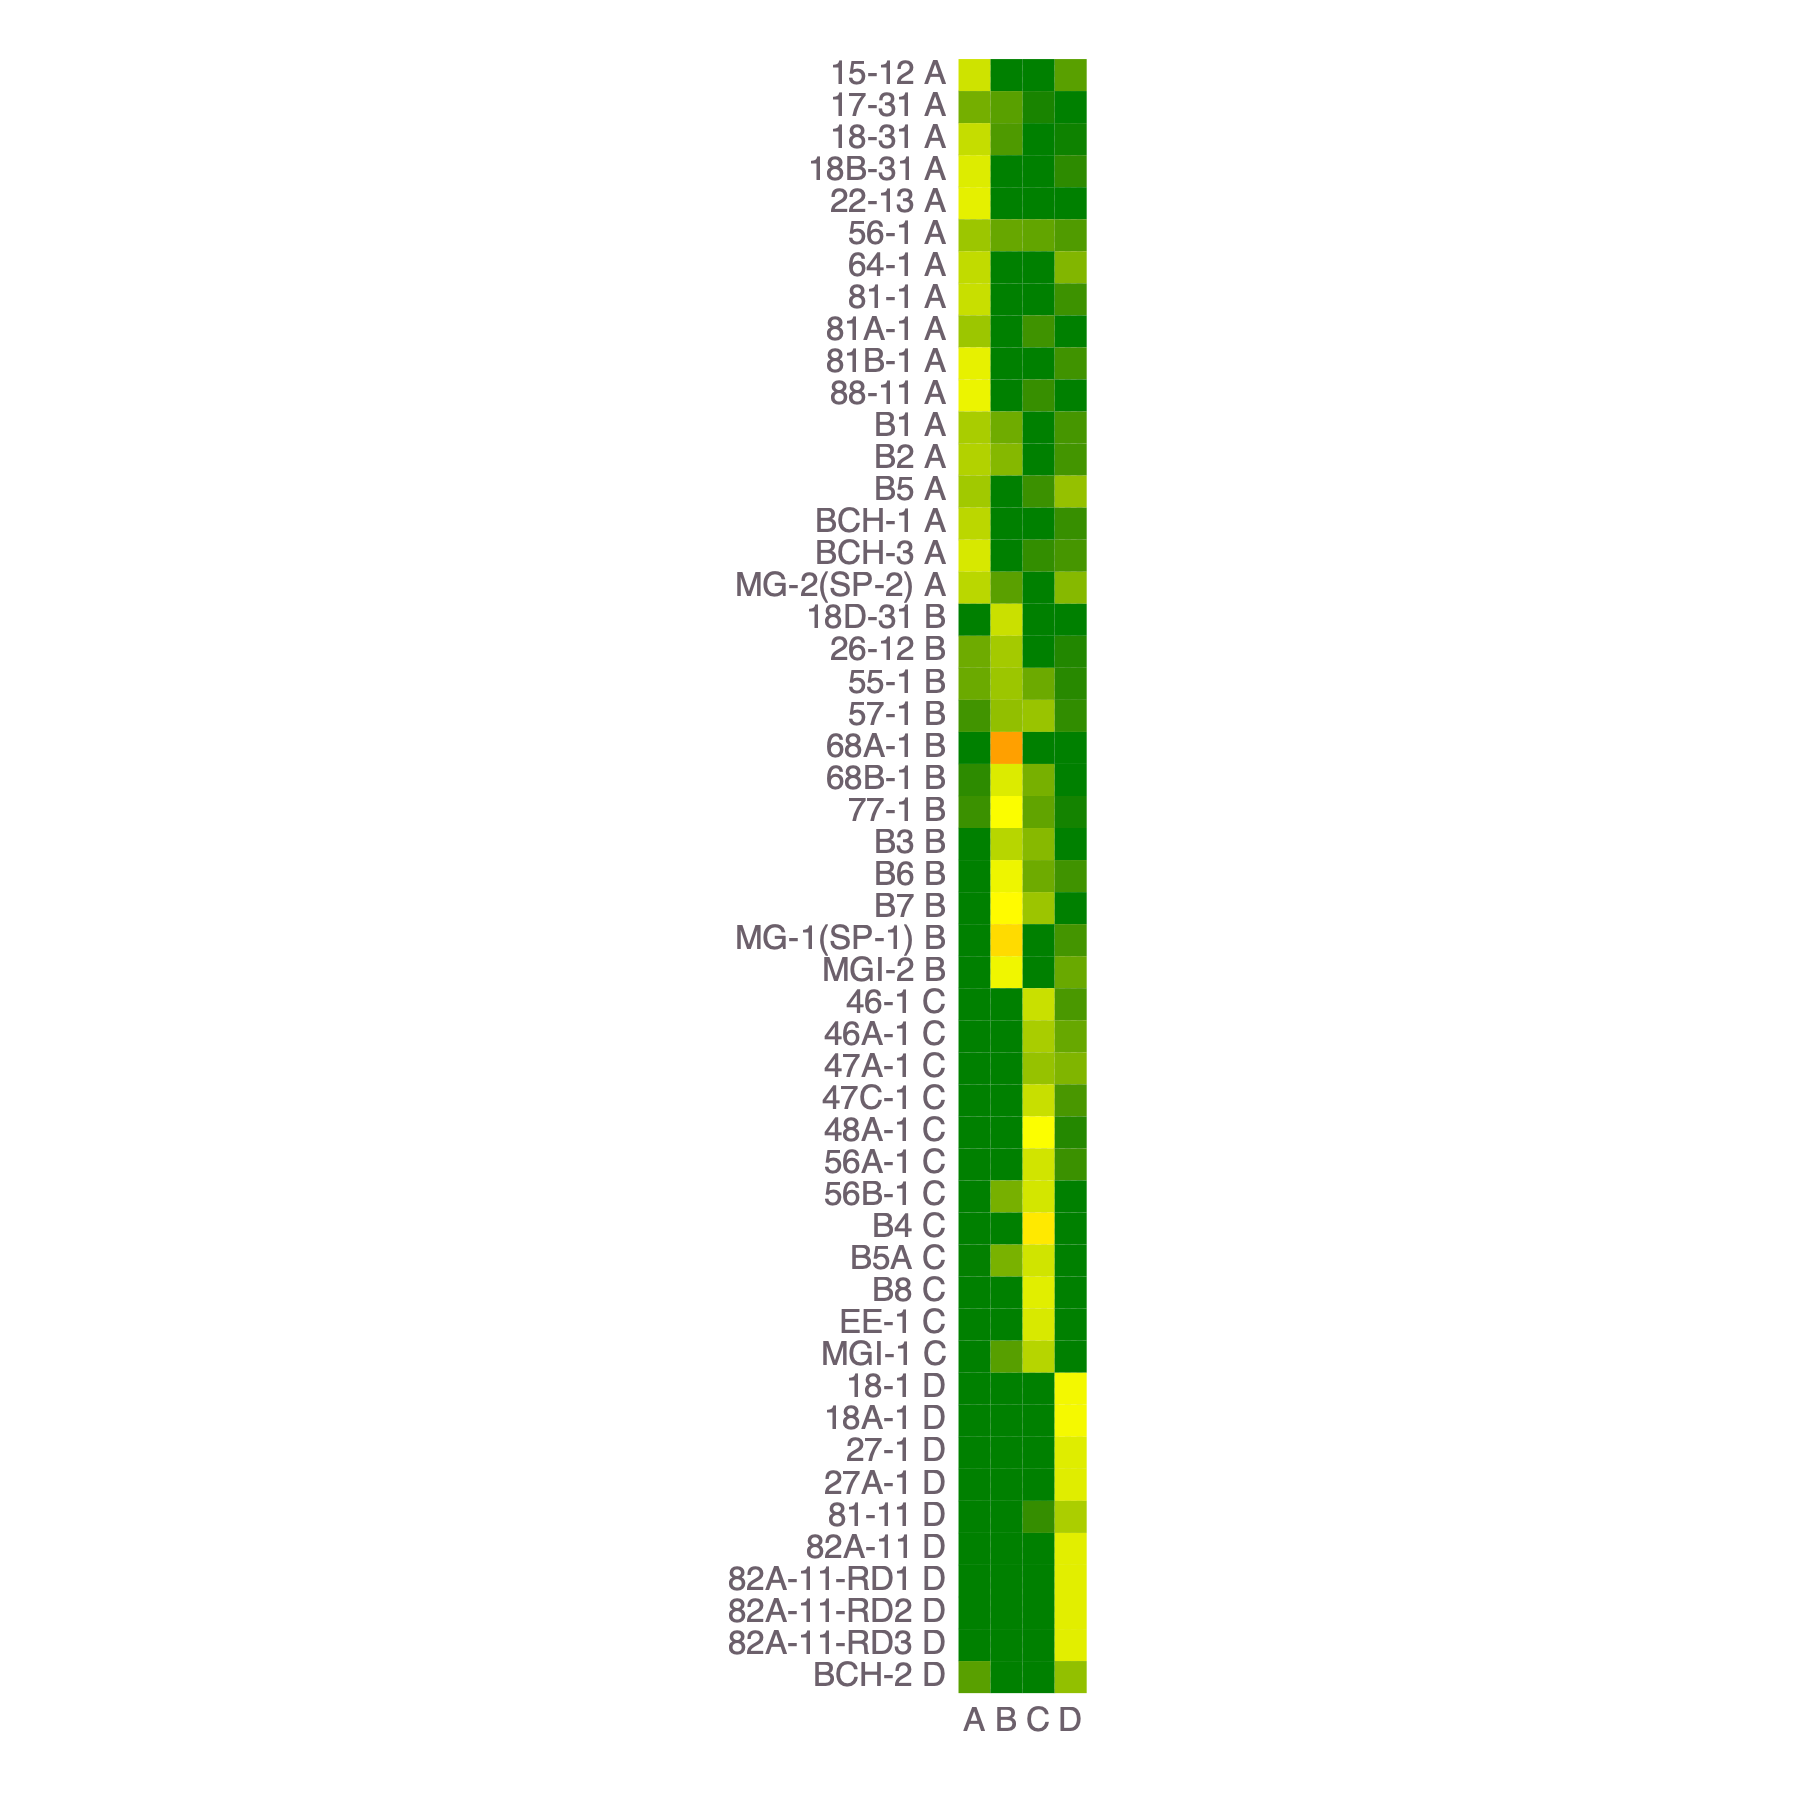 15-12 A
17-31 A
18-31 A
18B-31 A
22-13 A
56-1 A
64-1 A
81-1 A
81A-1 A
81B-1 A
88-11 A
B1 A
B2 A
B5 A
BCH-1 A
BCH-3 A
MG-2(SP-2) A
18D-31 B
26-12 B
55-1 B
57-1 B
68A-1 B
68B-1 B
77-1 B
B3 B
B6 B
B7 B
MG-1(SP-1) B
MGI-2 B
46-1 C
46A-1 C
47A-1 C
47C-1 C
48A-1 C
56A-1 C
56B-1 C
B4 C
B5A C
B8 C
EE-1 C
MGI-1 C
18-1 D
18A-1 D
27-1 D
27A-1 D
81-11 D
82A-11 D
82A-11-RD1 D
82A-11-RD2 D
82A-11-RD3 D
BCH-2 D
A B C D